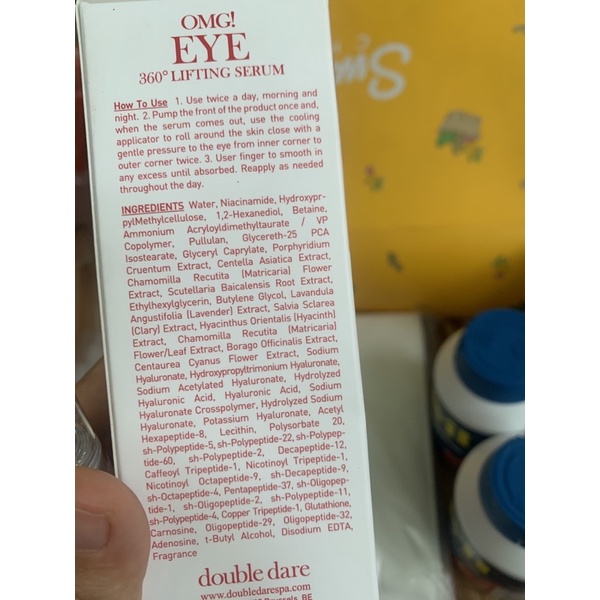 OMG!
EYE
360° LIFTING SERUM
How To Use 1. Use twice a day, morning and
night. 2. Pump the front of the product once and,
when the serum comes out, use the cooling
applicator to roll around the skin close with a
gentle pressure to the eye from inner corner to
outer corner twice. 3. User finger to smooth in
any excess until absorbed. Reapply as needed
throughout the day.
INGREDIENTS Water, Niacinamide, Hydroxypr-
pylMethylcellulose, 1,2-Hexanediol, Betaine,
Ammonium Acryloyldimethyltaurate / VP
Copolymer, Pullulan, Glycereth-25 PCA
Isostearate, Glyceryl Caprylate, Porphyridium
Cruentum Extract, Centella Asiatica Extract,
Chamomilla Recutita (Matricaria) Flower
Extract, Scutellaria Baicalensis Root Extract,
Ethylhexylglycerin, Butylene Glycol, Lavandula
Angustifolia (Lavender) Extract, Salvia Sclarea
(Clary) Extract, Hyacinthus Orientalis (Hyacinth)
Extract, Chamomilla Recutita (Matricaria)
Flower/Leaf Extract, Borago Officinalis Extract,
Centaurea Cyanus Flower Extract, Sodium
Hyaluronate, Hydroxypropyltrimonium Hyaluronate,
Sodium Acetylated Hyaluronate, Hydrolyzed
Hyaluronic Acid, Hyaluronic Acid, Sodium
Hyaluronate Crosspolymer, Hydrolyzed Sodium
Hyaluronate, Potassium Hyaluronate, Acetyl
Hexapeptide-8, Lecithin, Polysorbate 20,
sh-Polypeptide-5, sh-Polypeptide-22, sh-Polypep-
tide-60, sh-Polypeptide-2, Decapeptide-12,
Caffeoyl Tripeptide-1, Nicotinoyl Tripeptide-1,
Nicotinoyl Octapeptide-9, sh-Decapeptide-9,
sh-Octapeptide-4, Pentapeptide-37, sh-Oligopep-
tide-1, sh-Oligopeptide-2, sh-Polypeptide-11,
sh-Polypeptide-4, Copper Tripeptide-1, Glutathione,
Carnosine, Oligopeptide-29, Oligopeptide-32,
Adenosine, t-Butyl Alcohol, Disodium EDTA,
Fragrance
double dare
www.doubledarespa.com
Brussels, BE